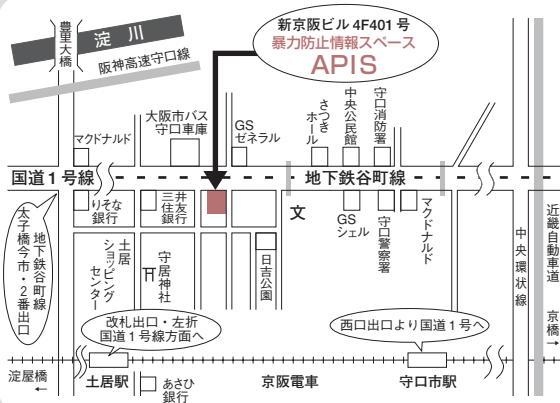 淀川
豊里大橋
阪神高速守口線
新京阪ビル 4F401 号
暴力防止情報スペース
APIS
マクドナルド
大阪市バス
守口車庫
GS
ゼネラル
さつき
ホール
中央公民館
守口消防署
国道1号線
地下鉄谷町線
りそな
銀行
三井
住友
銀行
文
GS
シェル
守口警察署
マクドナルド
地下鉄谷町線
太子橋今市・2番出口
土居
ショッピング
センター
守居神社
日吉公園
中央環状線
近畿自動車道
京橋→
改札出口・左折
国道1号線方面へ
西口出口より国道1号へ
淀屋橋
←
土居駅
あさひ
銀行
京阪電車
守口市駅